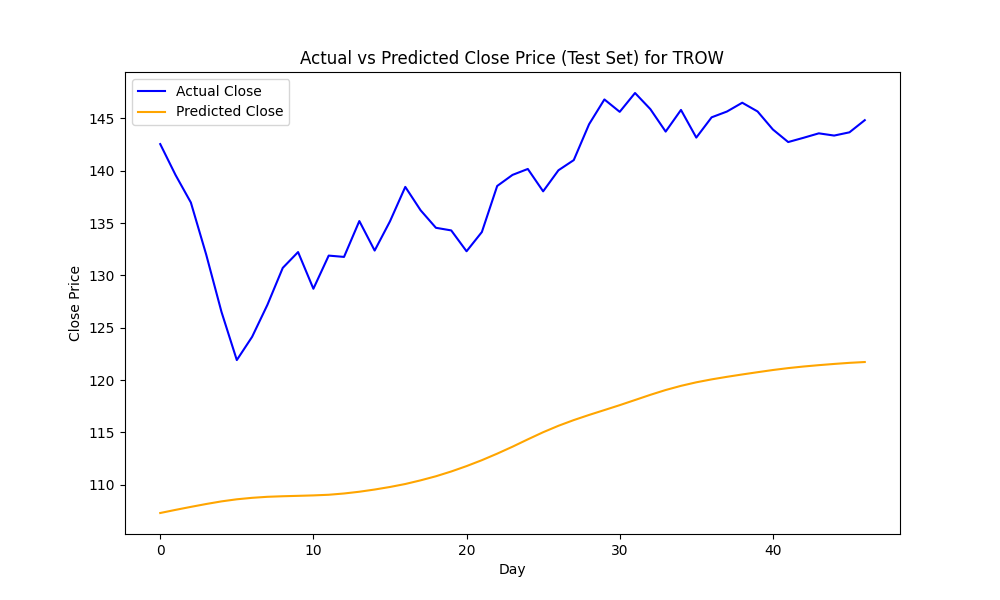 Actual vs Predicted Close Price (Test Set) for TROW
Actual Close
Predicted Close
145
140
135
130
125
120
115
110
Close Price
0 10 20 30 40
Day